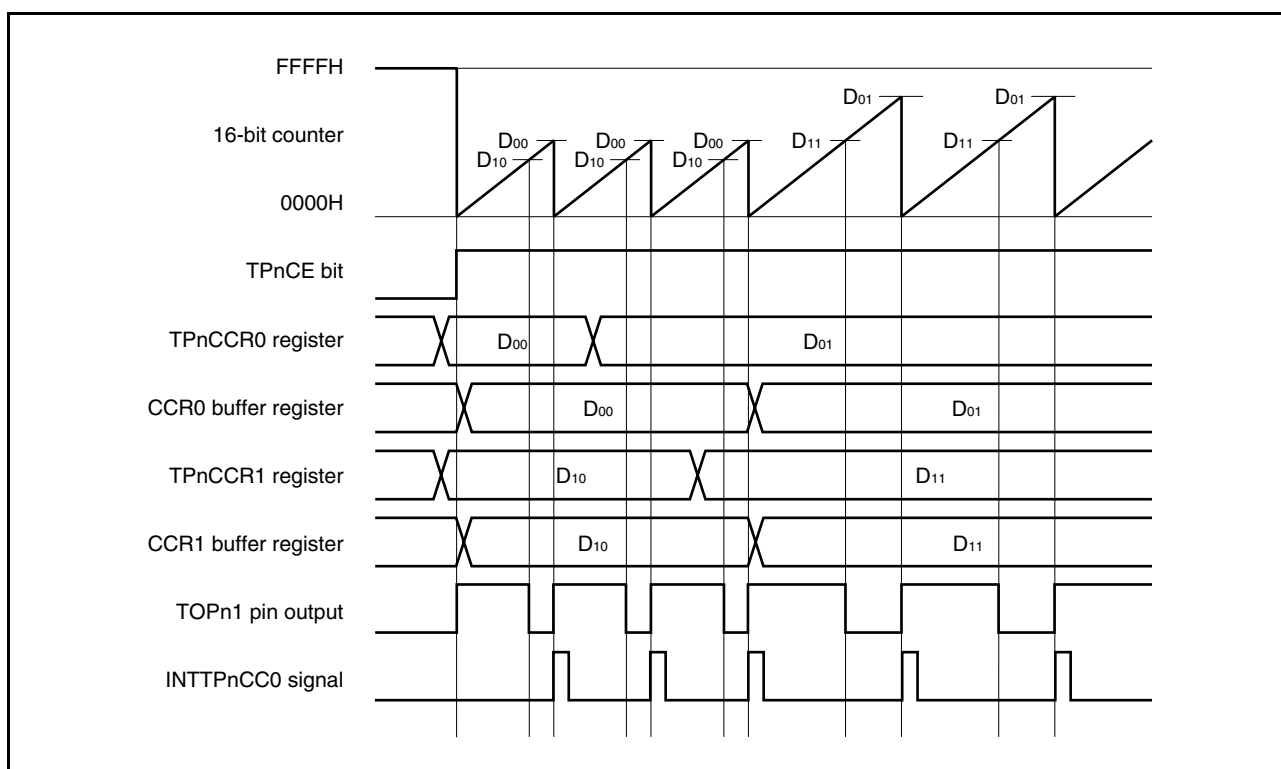 FFFFH
D01 D01
16-bit counter D00 D00 D00 D11 D11
D10 D10 D10
0000H
TPnCE bit
TPnCCR0 register D00 D01
CCR0 buffer register D00 D01
TPnCCR1 register D10 D11
CCR1 buffer register D10 D11
TOPn1 pin output
INTTPnCC0 signal